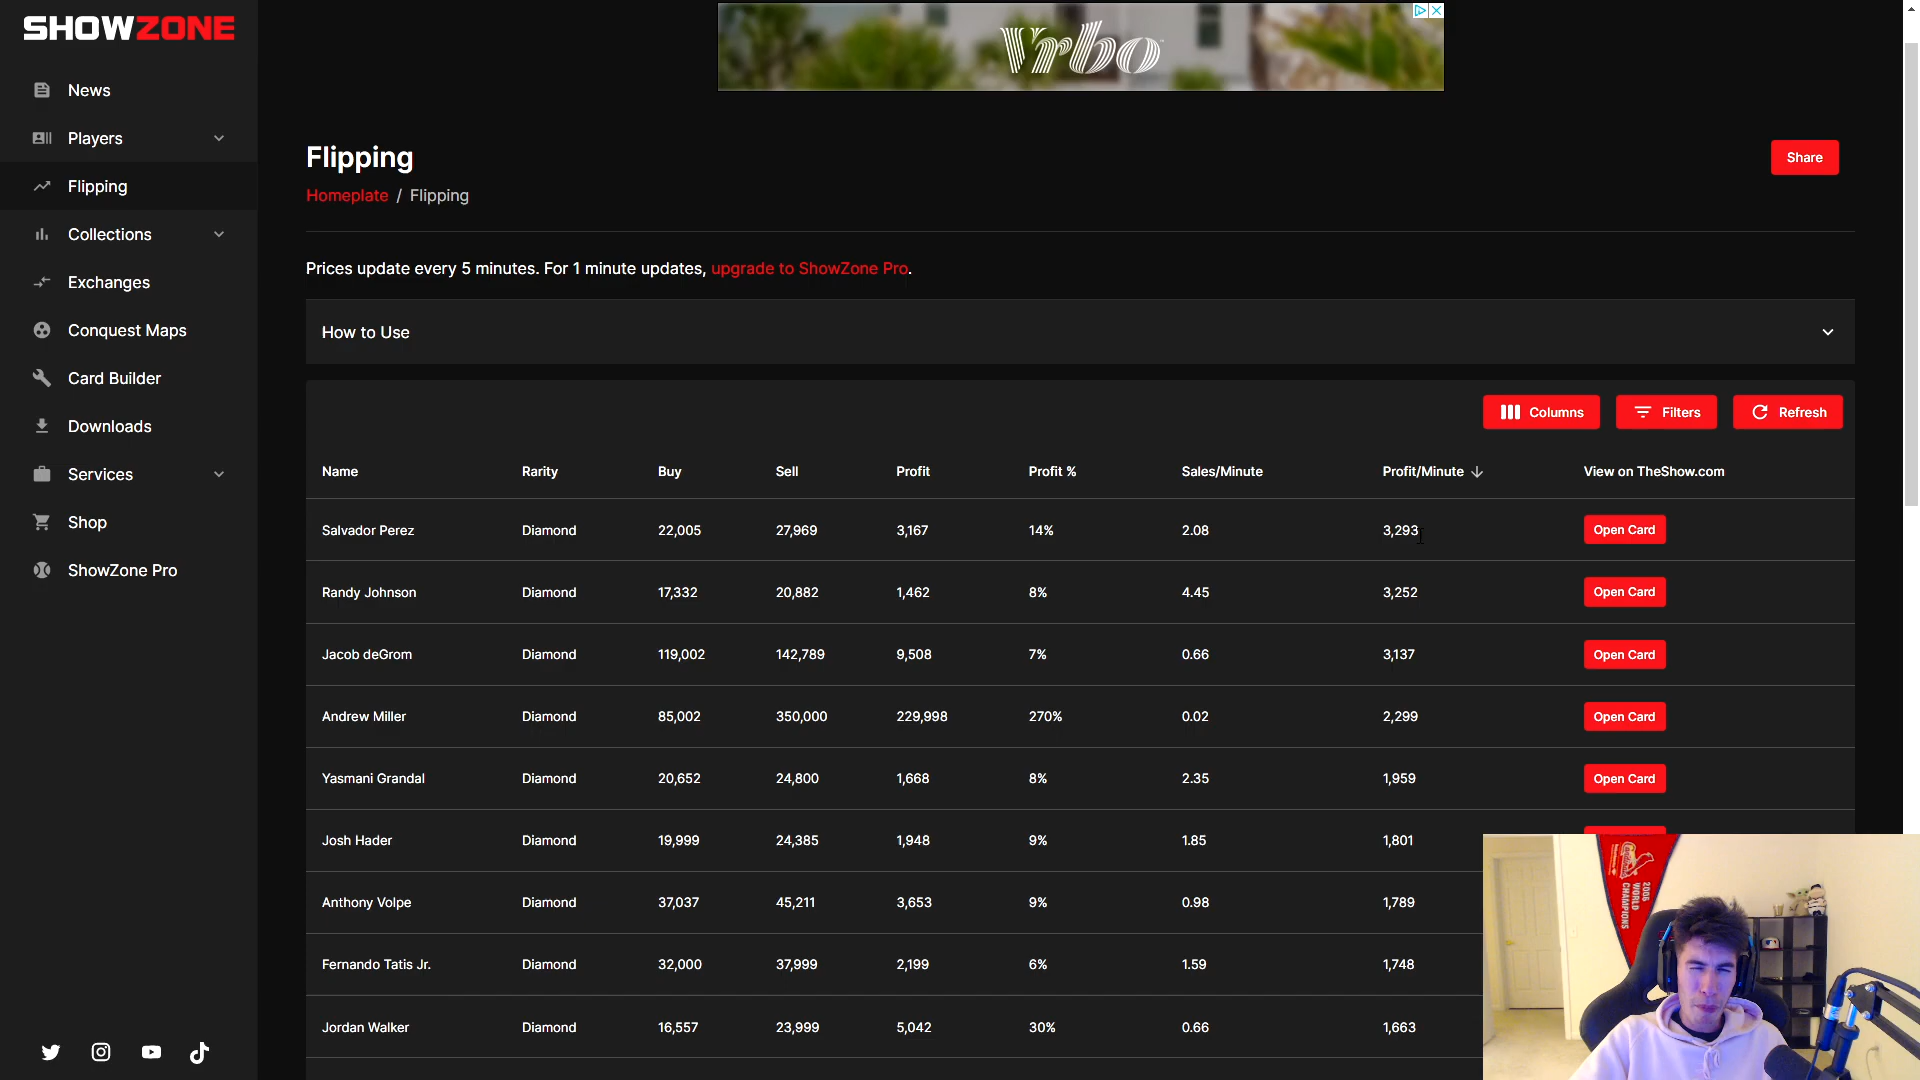 SHOWZONE
News
Players
Flipping
Collections
Exchanges
Conquest Maps
Card Builder
Downloads
Services
Shop
ShowZone Pro
Vrbo
Flipping
Share
Homeplate / Flipping
Prices update every 5 minutes. For 1 minute updates, upgrade to ShowZone Pro.
How to Use
Columns Filters Refresh
Name Rarity Buy Sell Profit Profit % Sales/Minute Profit/Minute View on TheShow.com
Salvador Perez Diamond 22,005 27,969 3,167 14% 2.08 3,293 Open Card
Randy Johnson Diamond 17,332 20,882 1,462 8% 4.45 3,252 Open Card
Jacob deGrom Diamond 119,002 142,789 9,508 7% 0.66 3,137 Open Card
Andrew Miller Diamond 85,002 350,000 229,998 270% 0.02 2,299 Open Card
Yasmani Grandal Diamond 20,652 24,800 1,668 8% 2.35 1,959 Open Card
Josh Hader Diamond 19,999 24,385 1,948 9% 1.85 1,801
Anthony Volpe Diamond 37,037 45,211 3,653 9% 0.98 1,789
Fernando Tatis Jr. Diamond 32,000 37,999 2,199 6% 1.59 1,748
Jordan Walker Diamond 16,557 23,999 5,042 30% 0.66 1,663
Cardinals
2006
WORLD
CHAMPIONS